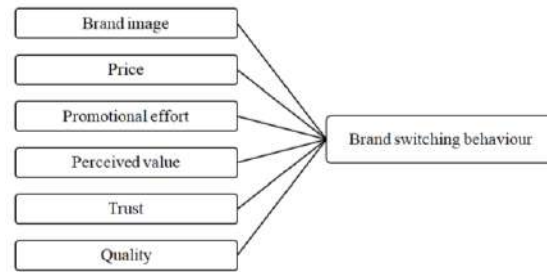 Brand image
Price
Promotional effort
Perceived value
Trust
Quality
Brand switching behaviour